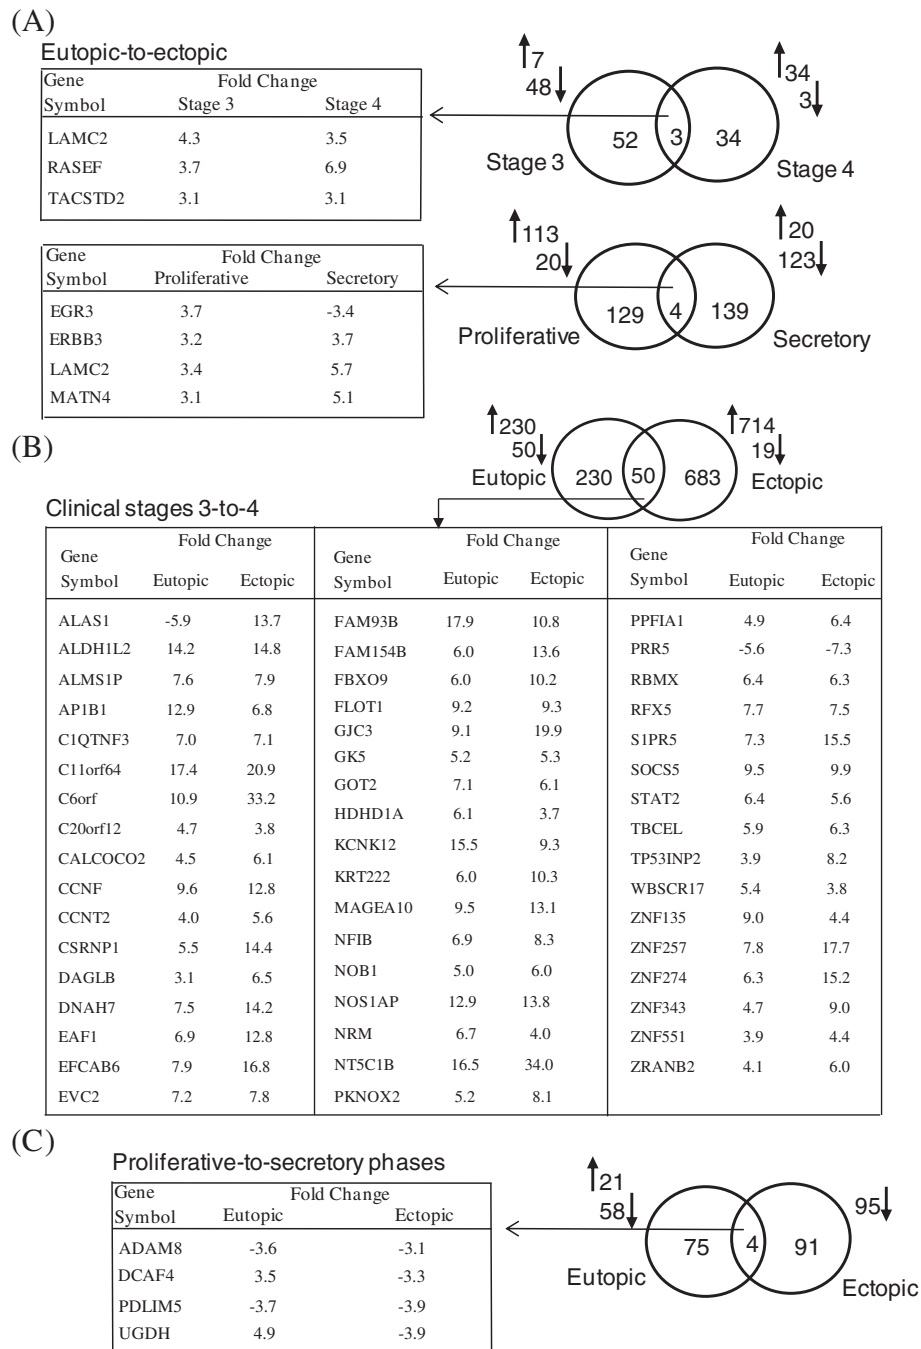 (A)
Eutopic-to-ectopic
Gene Symbol Fold Change
Stage 3 Stage 4
LAMC2 4.3 3.5
RASEF 3.7 6.9
TACSTD2 3.1 3.1
7
48
34
3
52 3 34
Stage 3
Stage 4
Gene Symbol Fold Change
Proliferative Secretory
EGR3 3.7 -3.4
ERBB3 3.2 3.7
LAMC2 3.4 5.7
MATN4 3.1 5.1
113
20
20
123
129 4 139
Proliferative
Secretory
(B)
230
50
714
19
Eutopic 230 50 683 Ectopic
Clinical stages 3-to-4
Gene Symbol Fold Change
Eutopic Ectopic
ALAS1 -5.9 13.7
ALDH1L2 14.2 14.8
ALMS1P 7.6 7.9
AP1B1 12.9 6.8
C1QTNF3 7.0 7.1
C11orf64 17.4 20.9
C6orf 10.9 33.2
C20orf12 4.7 3.8
CALCOCO2 4.5 6.1
CCNF 9.6 12.8
CCNT2 4.0 5.6
CSRNP1 5.5 14.4
DAGLB 3.1 6.5
DNAH7 7.5 14.2
EAF1 6.9 12.8
EFCAB6 7.9 16.8
EVC2 7.2 7.8
Gene Symbol Fold Change
Eutopic Ectopic
FAM93B 17.9 10.8
FAM154B 6.0 13.6
FBXO9 6.0 10.2
FLOT1 9.2 9.3
GJC3 9.1 19.9
GK5 5.2 5.3
GOT2 7.1 6.1
HDHD1A 6.1 3.7
KCNK12 15.5 9.3
KRT222 6.0 10.3
MAGEA10 9.5 13.1
NFIB 6.9 8.3
NOB1 5.0 6.0
NOS1AP 12.9 13.8
NRM 6.7 4.0
NT5C1B 16.5 34.0
PKNOX2 5.2 8.1
Gene Symbol Fold Change
Eutopic Ectopic
PPFIA1 4.9 6.4
PRR5 -5.6 -7.3
RBMX 6.4 6.3
RFX5 7.7 7.5
S1PR5 7.3 15.5
SOCS5 9.5 9.9
STAT2 6.4 5.6
TBCEL 5.9 6.3
TP53INP2 3.9 8.2
WBSCR17 5.4 3.8
ZNF135 9.0 4.4
ZNF257 7.8 17.7
ZNF274 6.3 15.2
ZNF343 4.7 9.0
ZNF551 3.9 4.4
ZRANB2 4.1 6.0
(C)
Proliferative-to-secretory phases
Gene Symbol Fold Change
Eutopic Ectopic
ADAM8 -3.6 -3.1
DCAF4 3.5 -3.3
PDLIM5 -3.7 -3.9
UGDH 4.9 -3.9
21
58
95
75 4 91
Eutopic
Ectopic